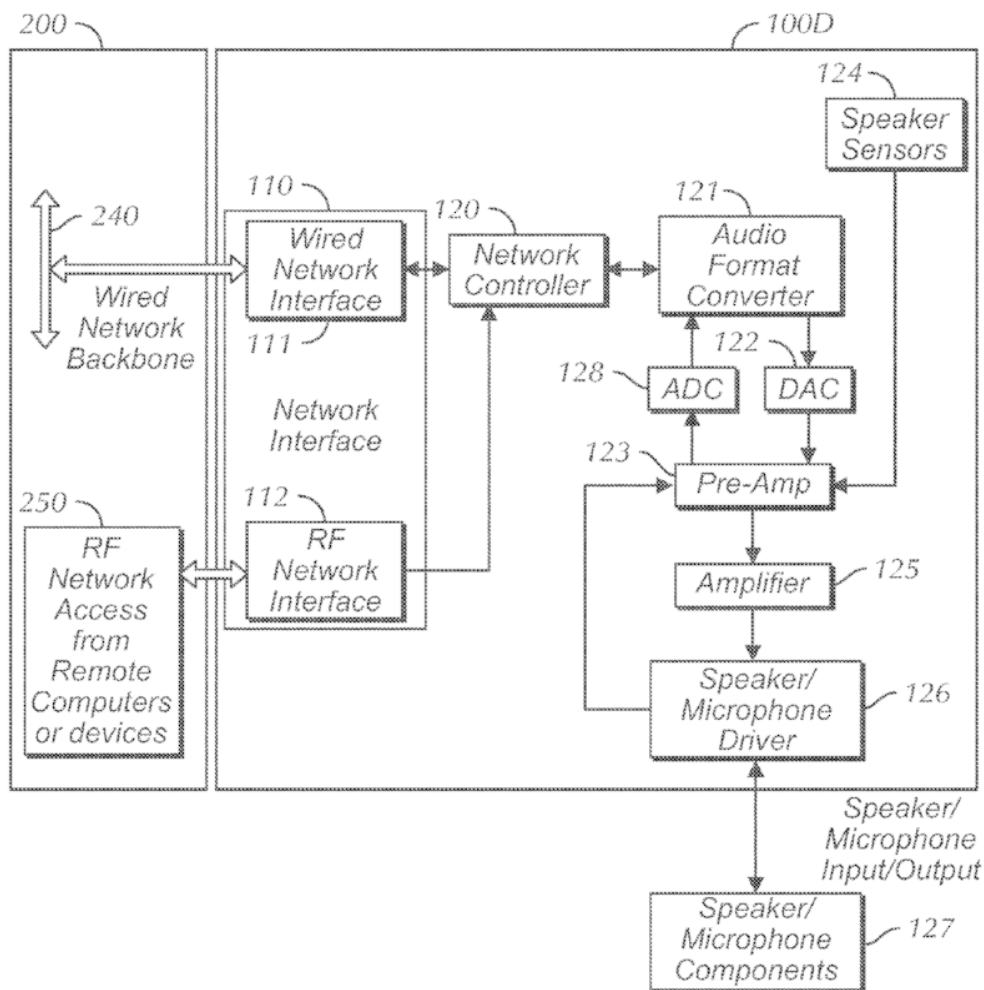 200
100D
124
Speaker
Sensors
240
110
120
121
Wired
Network
Interface
Network
Controller
Audio
Format
Converter
Wired
Network
Backbone
111
128
122
ADC
DAC
Network
Interface
123
Pre-Amp
250
112
RF
Network
Access
from
Remote
Computers
or devices
RF
Network
Interface
Amplifier
125
Speaker/
Microphone
Driver
126
Speaker/
Microphone
Input/Output
Speaker/
Microphone
Components
127